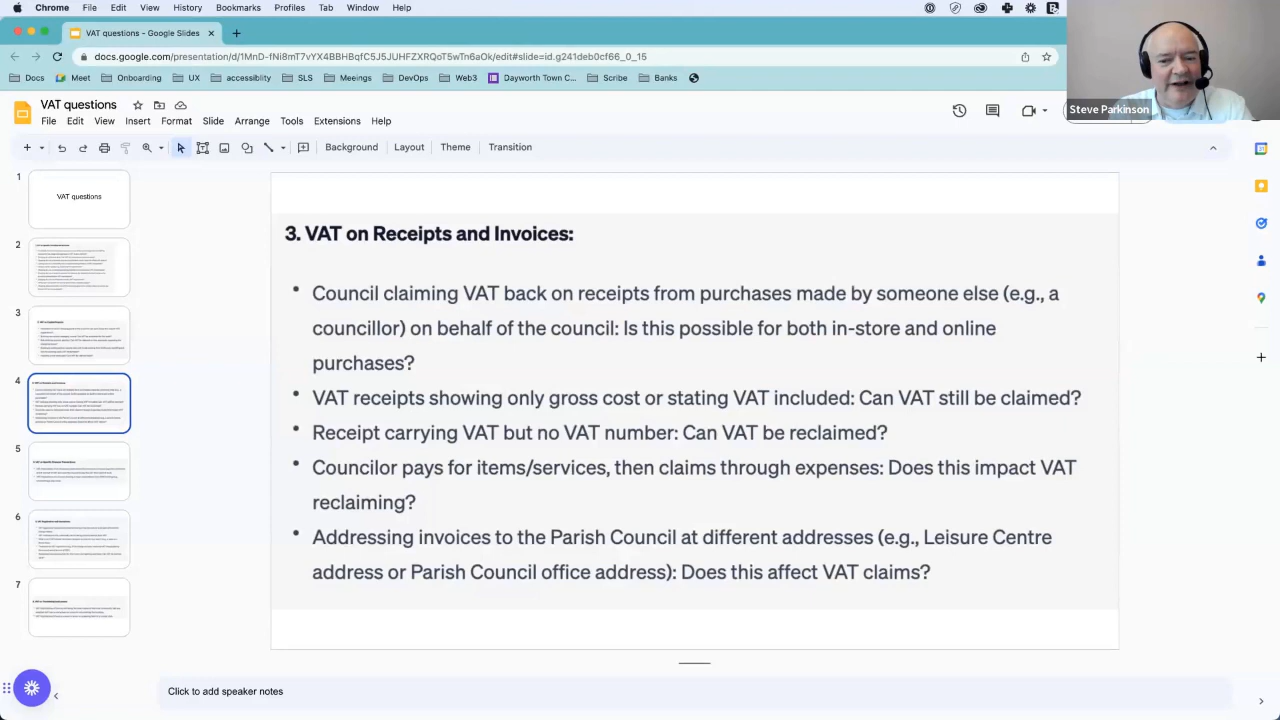 Chrome File Edit View History Bookmarks Profiles Tab Window Help
VAT questions - Google Slides
docs.google.com/presentation/d/1MnD-fNi8mT7vYX4BBHBqfC5J5JUHFZXRQoT5wTn6aOk/edit#slide=id.g241deb0cf66_0_15
Docs Meet Onboarding UX accessiblity SLS Meeings DevOps Web3 Dayworth Town C... Scribe Banks
Steve Parkinson
VAT questions
File Edit View Insert Format Slide Arrange Tools Extensions Help
Background Layout Theme Transition
1
VAT questions
2
3
4
5
6
7
3. VAT on Receipts and Invoices:
• Council claiming VAT back on receipts from purchases made by someone else (e.g., a
councillor) on behalf of the council: Is this possible for both in-store and online
purchases?
• VAT receipts showing only gross cost or stating VAT included: Can VAT still be claimed?
• Receipt carrying VAT but no VAT number: Can VAT be reclaimed?
• Councilor pays for items/services, then claims through expenses: Does this impact VAT
reclaiming?
• Addressing invoices to the Parish Council at different addresses (e.g., Leisure Centre
address or Parish Council office address): Does this affect VAT claims?
Click to add speaker notes